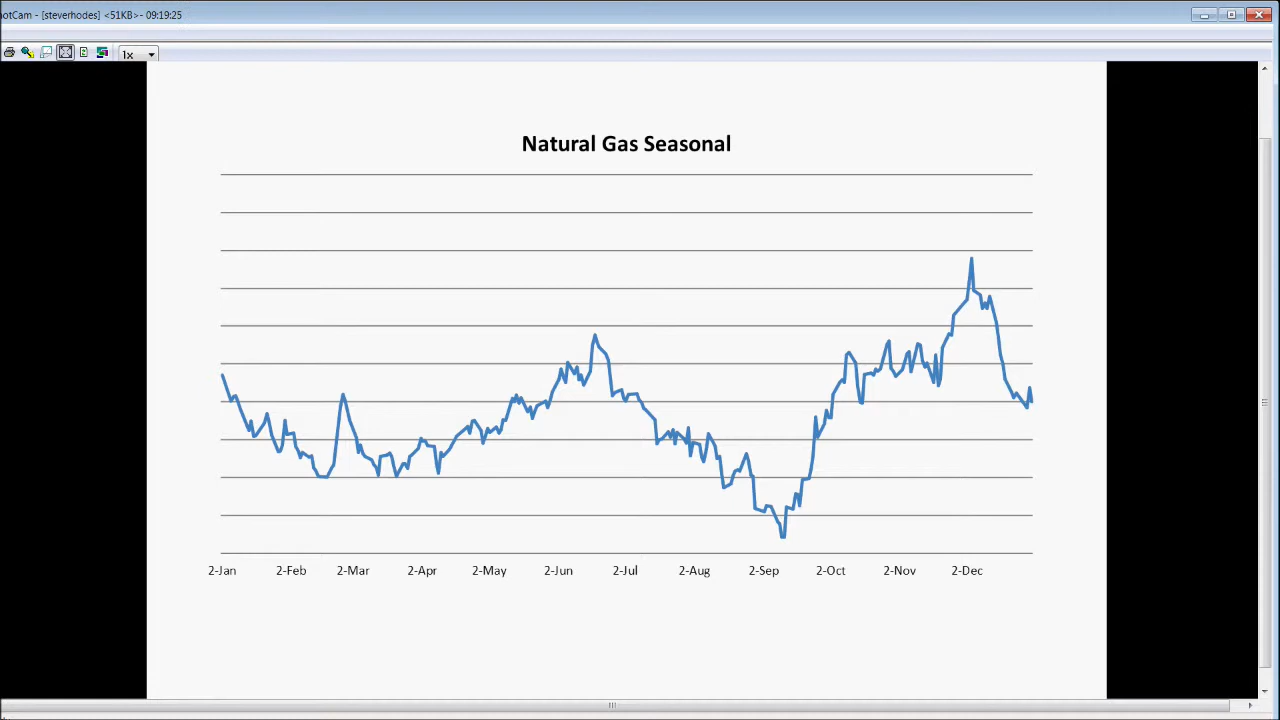 hotCam - [steverhodes] <51KB> - 09:19:25
1x
Natural Gas Seasonal
2-Jan 2-Feb 2-Mar 2-Apr 2-May 2-Jun 2-Jul 2-Aug 2-Sep 2-Oct 2-Nov 2-Dec